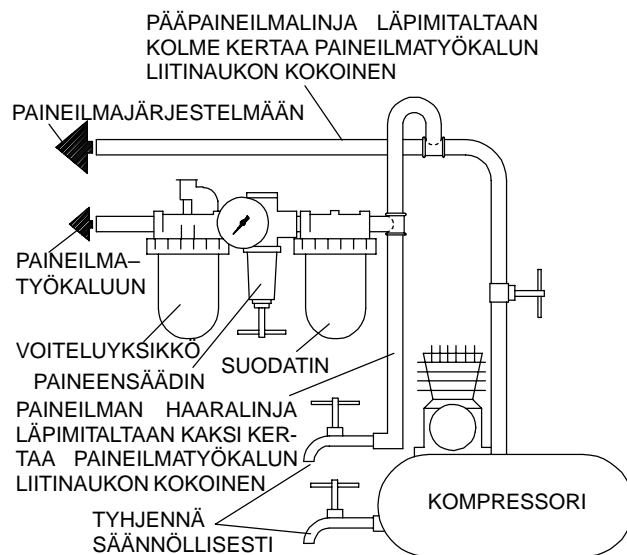 PÄÄPAINEILMALINJA LÄPIMITALTAAN
KOLME KERTAA PAINEILMATYÖKALUN
LIITINAUKON KOKOINEN
PAINEILMAJÄRJESTELMÄÄN
PAINEILMA–
TYÖKALUUN
VOITELUYKSIKKÖ
SUODATIN
PAINEENSÄÄDIN
PAINEILMAN HAARALINJA
LÄPIMITALTAAN KAKSI KER-
TAA PAINEILMATYÖKALUN
LIITINAUKON KOKOINEN
KOMPRESSORI
TYHJENNÄ
SÄÄNNÖLLISESTI